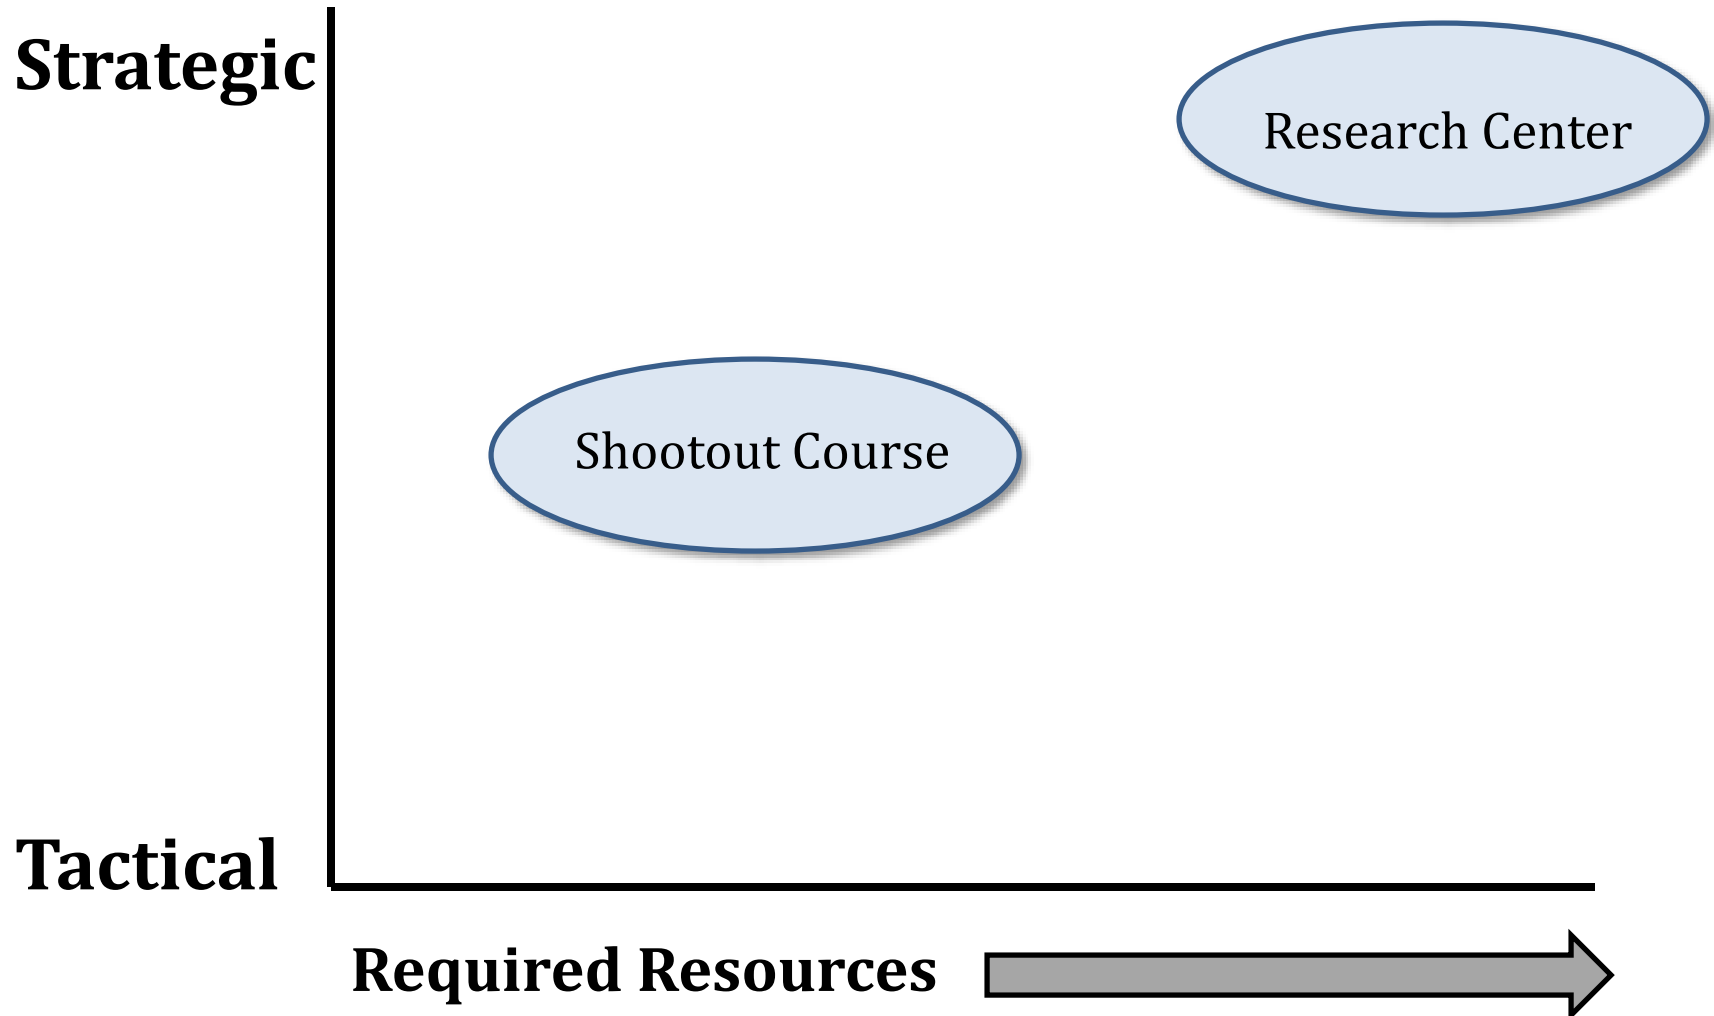 Strategic
Research Center
Shootout Course
Tactical
Required Resources